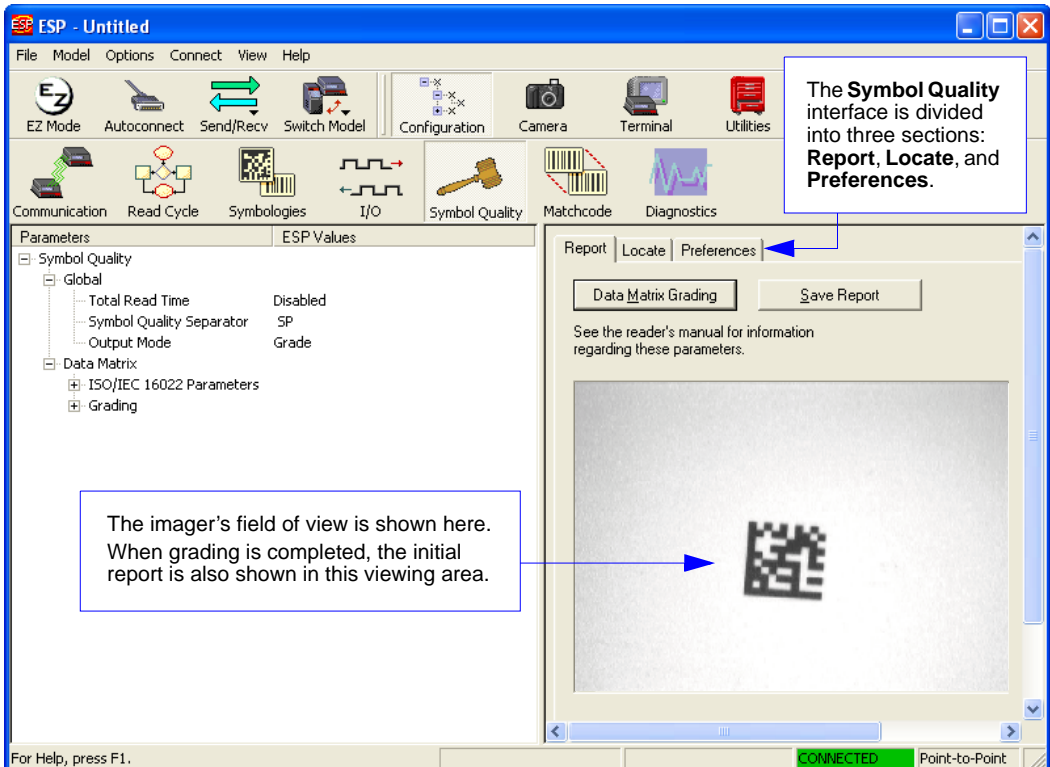 ESP - Untitled
File Model Options Connect View Help
EZ Mode Autoconnect Send/Recv Switch Model Configuration Camera Terminal Utilities
The Symbol Quality
interface is divided
into three sections:
Report, Locate, and
Preferences.
Communication Read Cycle Symbologies I/O Symbol Quality Matchcode Diagnostics
Parameters ESP Values
Symbol Quality
Global
Total Read Time Disabled
Symbol Quality Separator SP
Output Mode Grade
Data Matrix
ISO/IEC 16022 Parameters
Grading
Report Locate Preferences
Data Matrix Grading Save Report
See the reader's manual for information
regarding these parameters.
The imager's field of view is shown here.
When grading is completed, the initial
report is also shown in this viewing area.
For Help, press F1. CONNECTED Point-to-Point